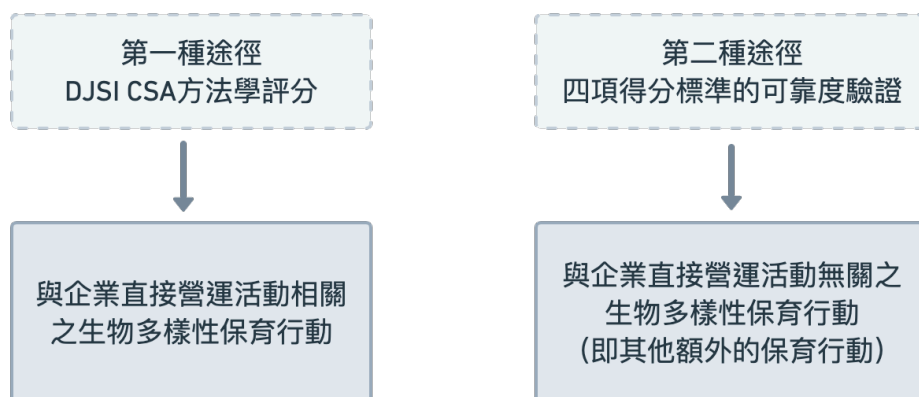 第一種途徑
DJSI CSA方法學評分
第二種途徑
四項得分標準的可靠度驗證
與企業直接營運活動相關
之生物多樣性保育行動
與企業直接營運活動無關之
生物多樣性保育行動
(即其他額外的保育行動)